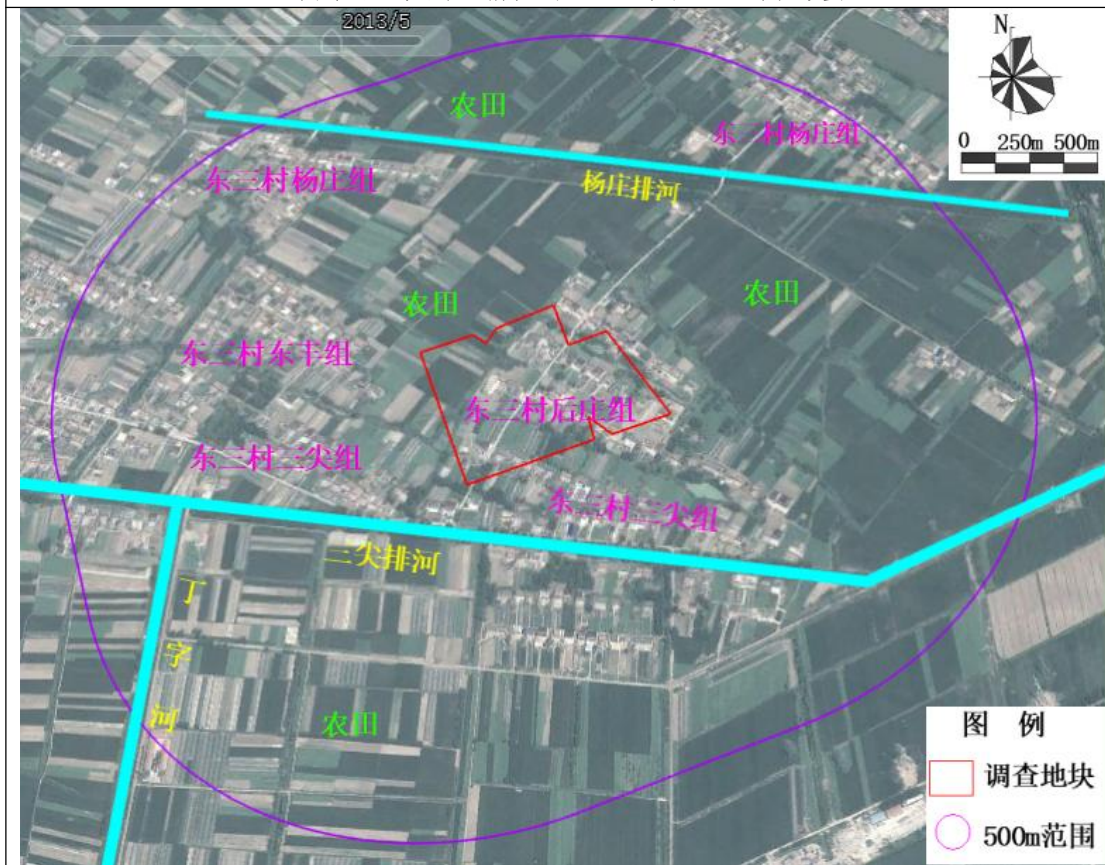 2013/5
N
0 250m 500m
农田
东三村杨庄组
东三村杨庄组
杨庄排河
农田
农田
东三村东丰组
东三村后庄组
东三村三尖组
东三村三尖组
三尖排河
丁字河
农田
图 例
调查地块
500m范围